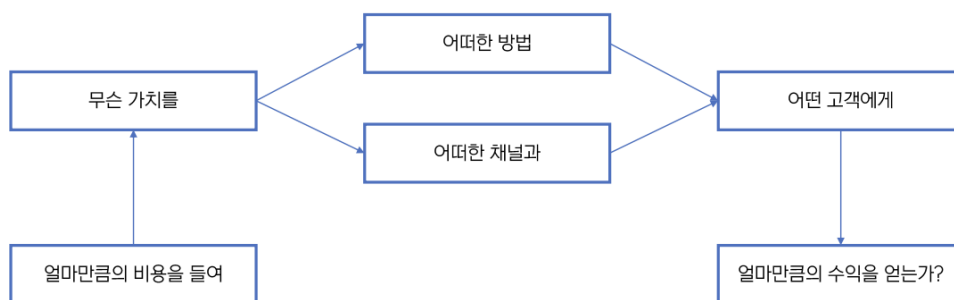 어떠한 방법
무슨 가치를
어떤 고객에게
어떠한 채널과
얼마만큼의 비용을 들여
얼마만큼의 수익을 얻는가?